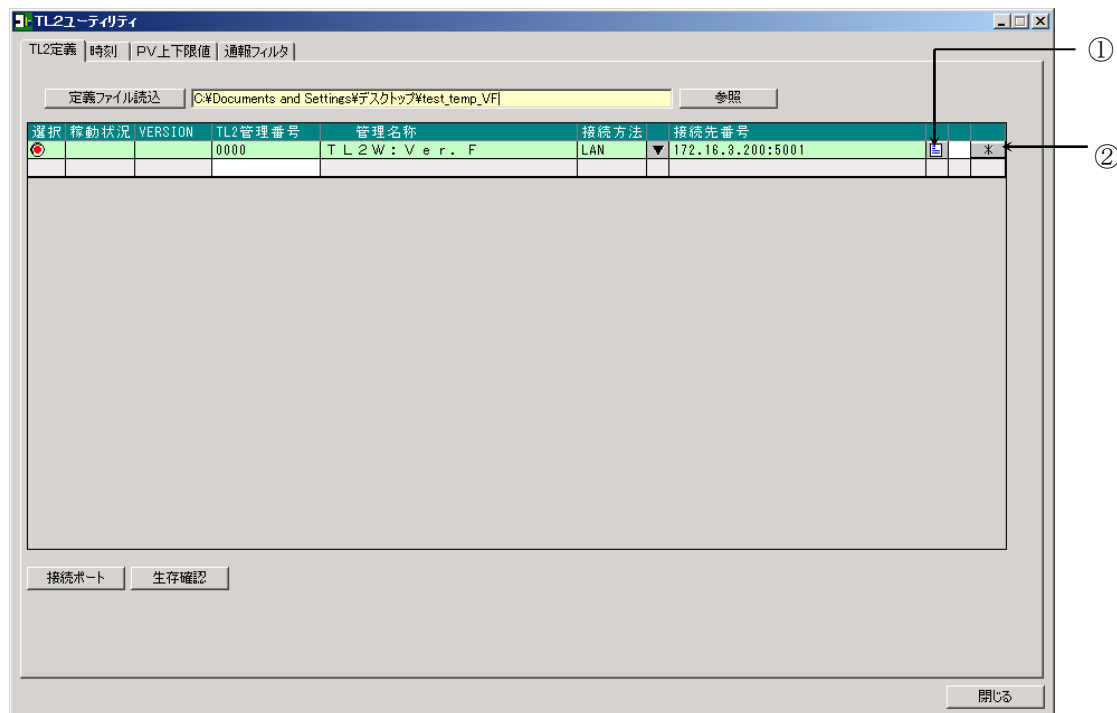 TL2ユーティリティ
TL2定義 時刻 PV上下限値 通報フィルタ
①
定義ファイル読込 C:¥Documents and Settings¥デスクトップ¥test_temp_VF 参照
選択 稼動状況 VERSION TL2管理番号 管理名称 接続方法 接続先番号
0000 TL2W:Ver. F LAN ▼ 172.16.3.200:5001 *
②
接続ポート 生存確認
閉じる